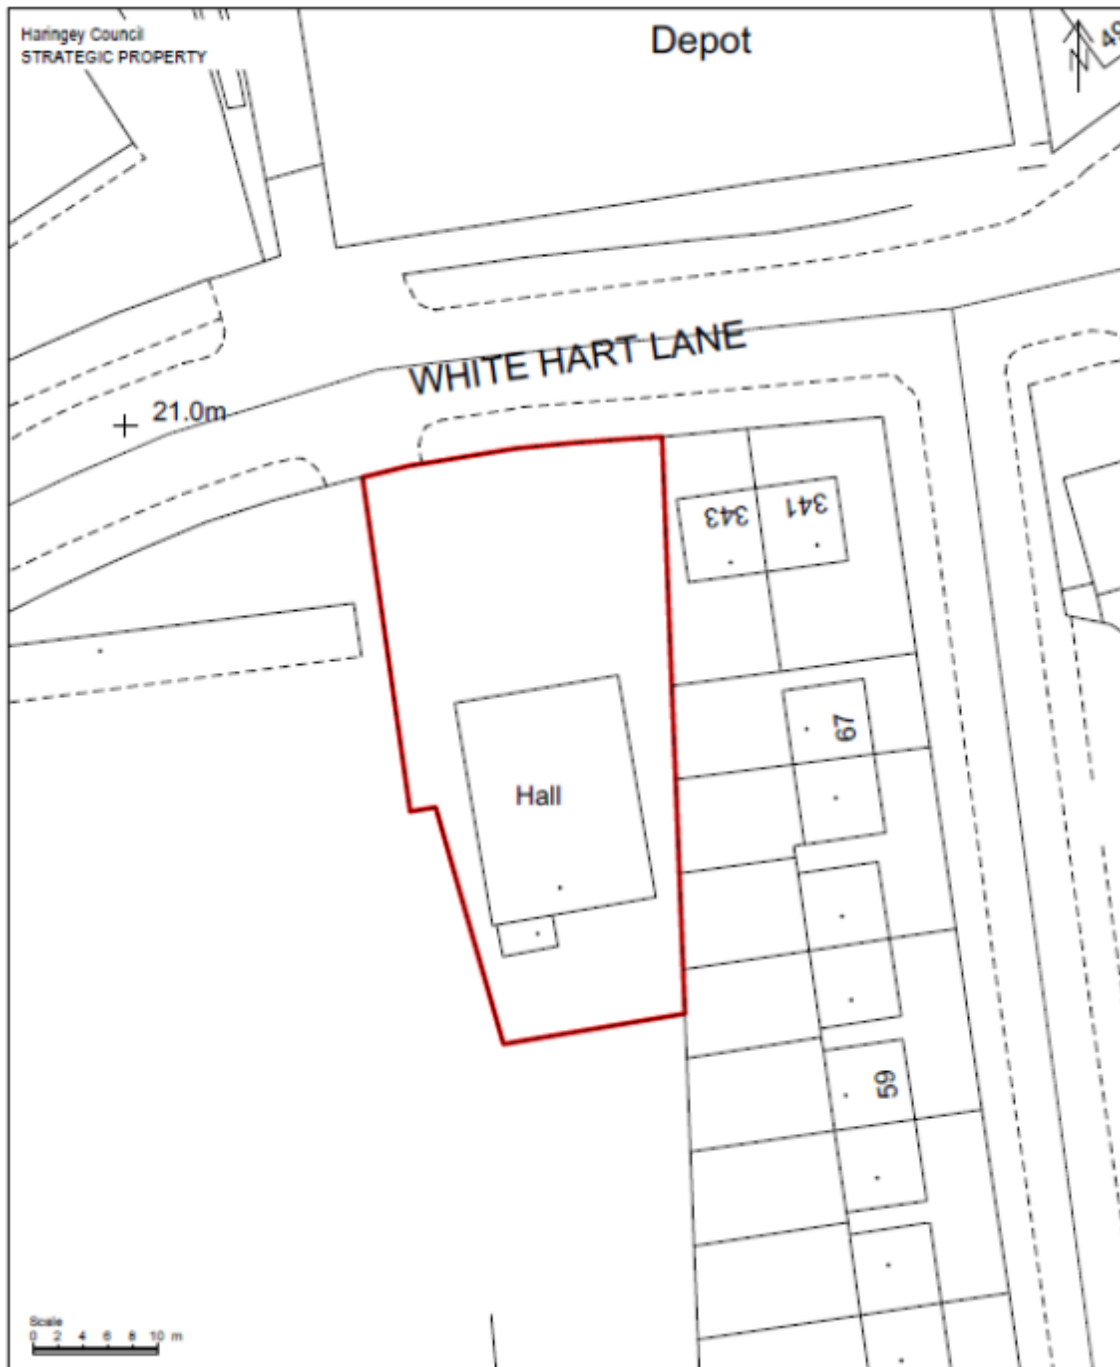 Haringey Council
STRATEGIC PROPERTY
Depot
N
WHITE HART LANE
21.0m
343
341
67
Hall
59
Scale
0 2 4 6 8 10 m